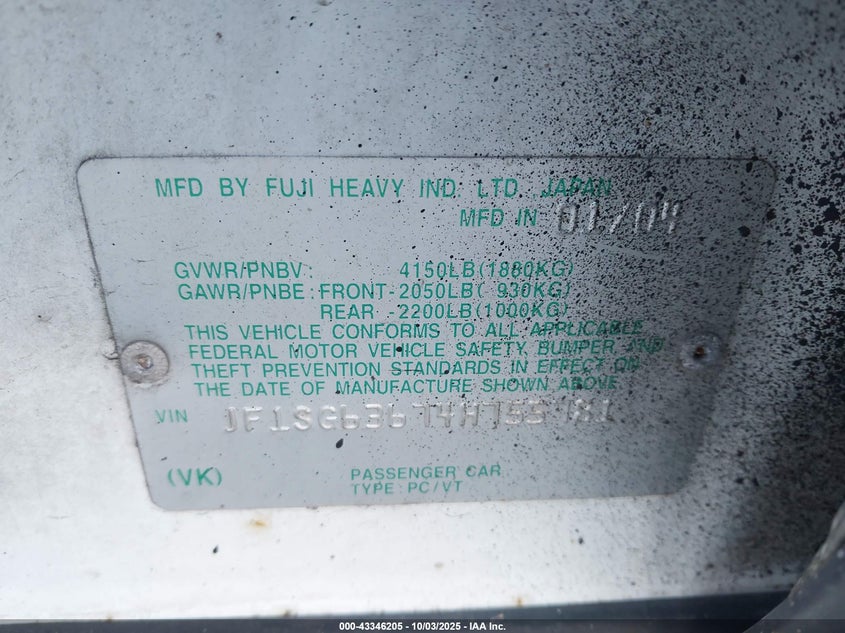 MFD BY FUJI HEAVY IND. LTD. JAPAN
MFD IN 01/04
GVWR/PNBV: 4150LB(1880KG)
GAWR/PNBE: FRONT-2050LB( 930KG)
REAR -2200LB(1000KG)
THIS VEHICLE CONFORMS TO ALL APPLICABLE
FEDERAL MOTOR VEHICLE SAFETY, BUMPER AND
THEFT PREVENTION STANDARDS IN EFFECT ON
THE DATE OF MANUFACTURE SHOWN ABOVE
VIN
(VK)
PASSENGER CAR
TYPE: PC/VT
000-43346205 - 10/03/2025 - IAA Inc.